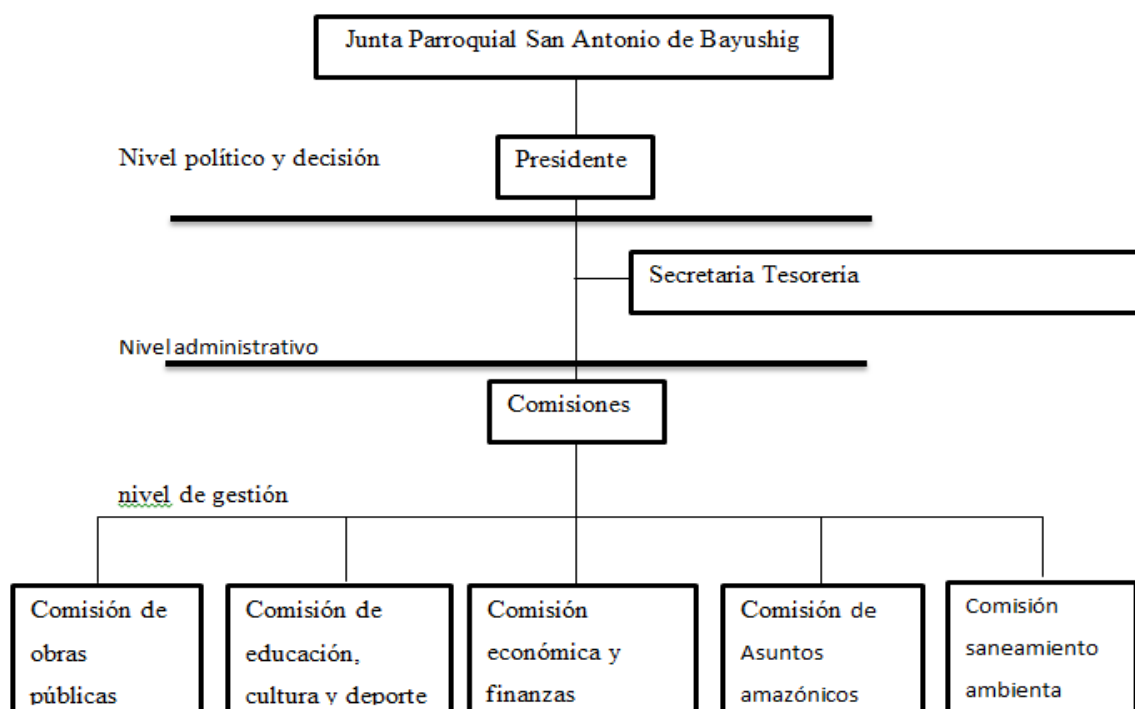 Junta Parroquial San Antonio de Bayushig
Nivel político y decisión
Presidente
Secretaria Tesorería
Nivel administrativo
Comisiones
nivel de gestión
Comisión de
obras
públicas
Comisión de
educación,
cultura y deporte
Comisión
económica y
finanzas
Comisión de
Asuntos
amazónicos
Comisión
saneamiento
ambienta